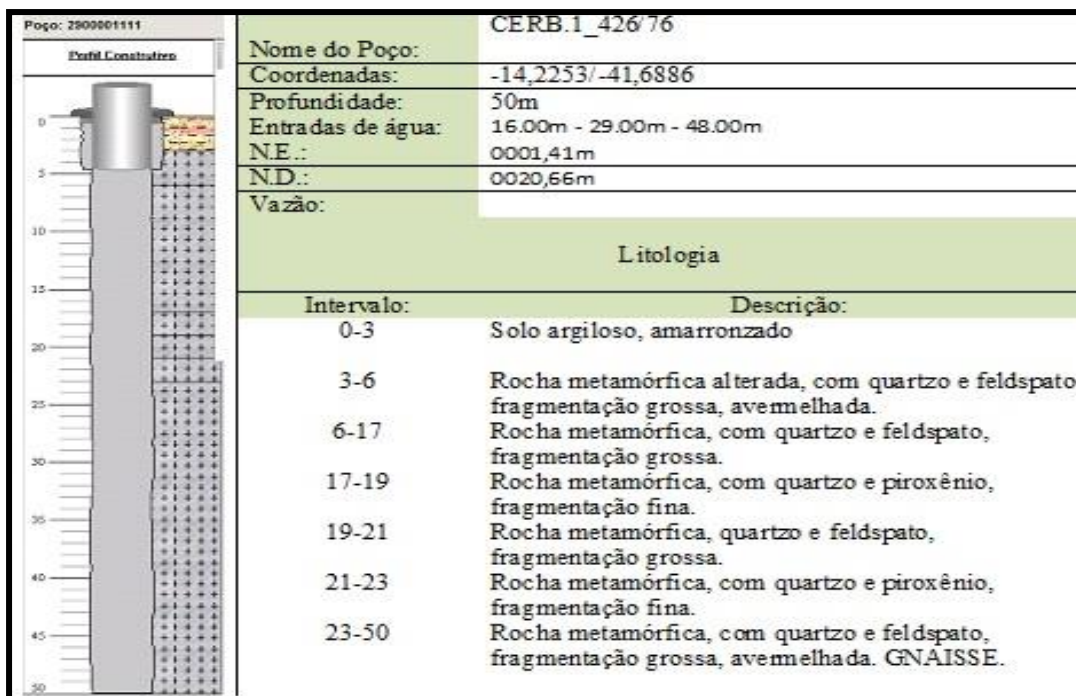 Poço: 2900001111
Perfil Construtivo
0
5
10
15
20
25
30
35
40
45
50
CERB.1_426/76
Nome do Poço:
Coordenadas: -14,2253/-41,6886
Profundidade: 50m
Entradas de água: 16.00m - 29.00m - 48.00m
N.E.: 0001,41m
N.D.: 0020,66m
Vazão:
Litologia
Intervalo: Descrição:
0-3 Solo argiloso, amarronzado
3-6 Rocha metamórfica alterada, com quartzo e feldspato
fragmentação grossa, avermelhada.
6-17 Rocha metamórfica, com quartzo e feldspato,
fragmentação grossa.
17-19 Rocha metamórfica, com quartzo e piroxênio,
fragmentação fina.
19-21 Rocha metamórfica, quartzo e feldspato,
fragmentação grossa.
21-23 Rocha metamórfica, com quartzo e piroxênio,
fragmentação fina.
23-50 Rocha metamórfica, com quartzo e feldspato,
fragmentação grossa, avermelhada. GNAISSE.